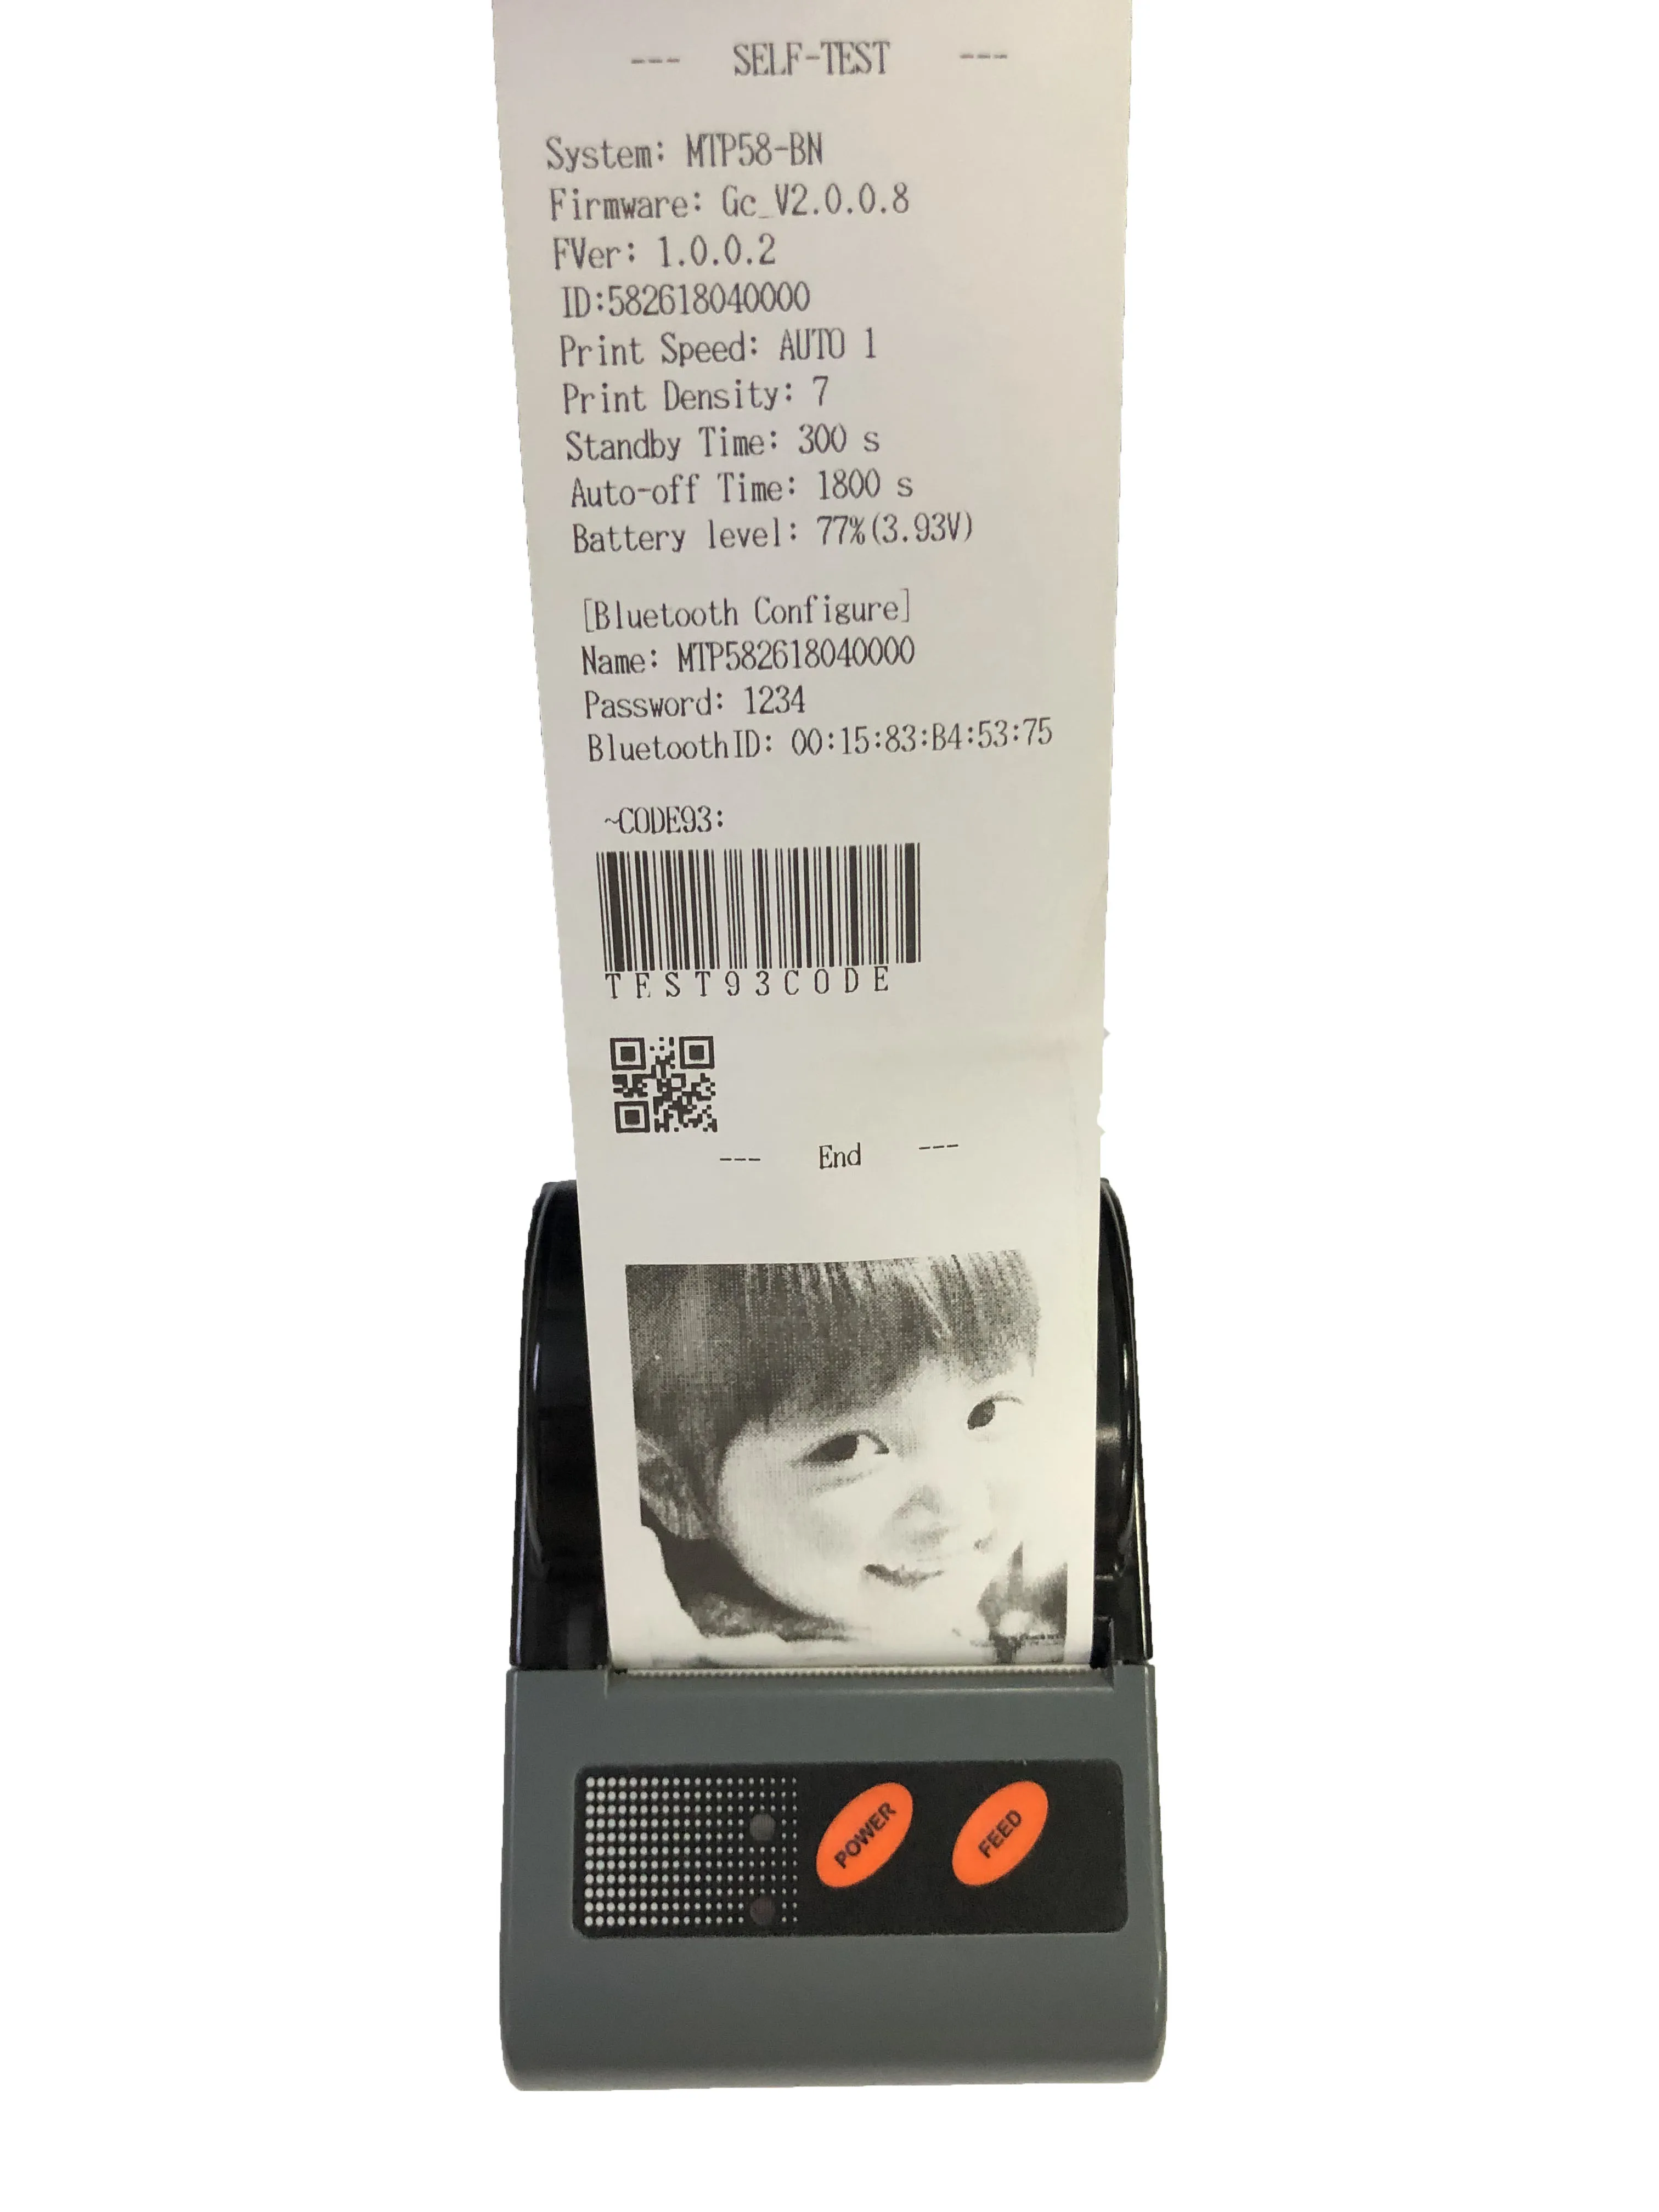 --- SELF-TEST ---
System: MTP58-BN
Firmware: Gc_V2.0.0.8
FVer: 1.0.0.2
ID:582618040000
Print Speed: AUTO 1
Print Density: 7
Standby Time: 300 s
Auto-off Time: 1800 s
Battery level: 77%(3.93V)
[Bluetooth Configure]
Name: MTP582618040000
Password: 1234
BluetoothID: 00:15:83:B4:53:75
~CODE93:
TEST93CODE
--- End ---
POWER
FEED